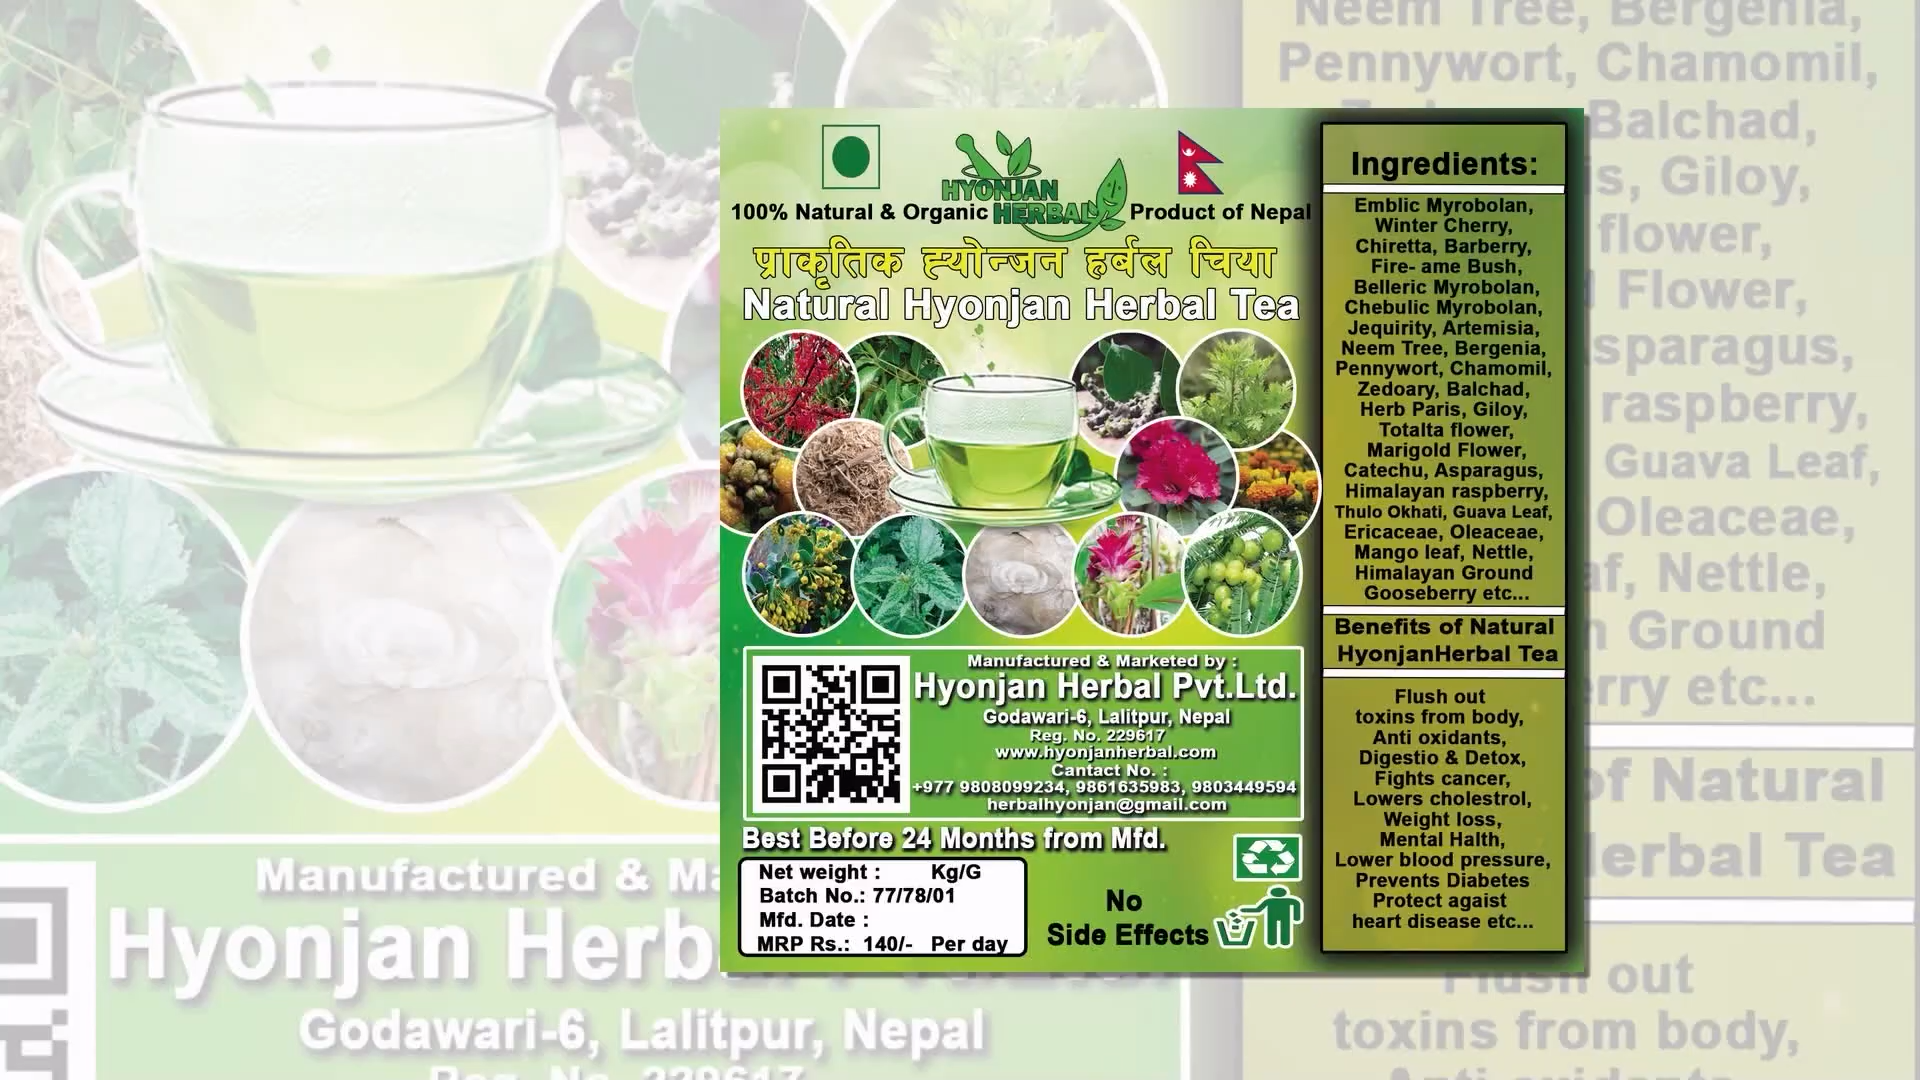 HYONJAN
HERBAL
100% Natural & Organic
Product of Nepal
प्राकृतिक ह्योन्जन हर्बल चिया
Natural Hyonjan Herbal Tea
Manufactured & Marketed by :
Hyonjan Herbal Pvt.Ltd.
Godawari-6, Lalitpur, Nepal
Reg. No. 229617
www.hyonjanherbal.com
Cantact No. :
+977 9808099234, 9861635983, 9803449594
herbalhyonjan@gmail.com
Best Before 24 Months from Mfd.
Net weight : Kg/G
Batch No.: 77/78/01
Mfd. Date :
MRP Rs.: 140/- Per day
No
Side Effects
Ingredients:
Emblic Myrobolan,
Winter Cherry,
Chiretta, Barberry,
Fire- ame Bush,
Belleric Myrobolan,
Chebulic Myrobolan,
Jequirity, Artemisia,
Neem Tree, Bergenia,
Pennywort, Chamomil,
Zedoary, Balchad,
Herb Paris, Giloy,
Totalta flower,
Marigold Flower,
Catechu, Asparagus,
Himalayan raspberry,
Thulo Okhati, Guava Leaf,
Ericaceae, Oleaceae,
Mango leaf, Nettle,
Himalayan Ground
Gooseberry etc...
Benefits of Natural
HyonjanHerbal Tea
Flush out
toxins from body,
Anti oxidants,
Digestio & Detox,
Fights cancer,
Lowers cholestrol,
Weight loss,
Mental Halth,
Lower blood pressure,
Prevents Diabetes
Protect agaist
heart disease etc...
Neem Tree, Bergenia,
Pennywort, Chamomil,
Balchad,
Giloy,
flower,
Flower,
raspberry,
Guava Leaf,
Oleaceae,
Nettle,
Ground
etc...
of Natural
Tea
Flush out
toxins from body,
Manufactured &
Hyonjan
Godawari-6, Lalitpur, Nepal
Reg. No. 229617